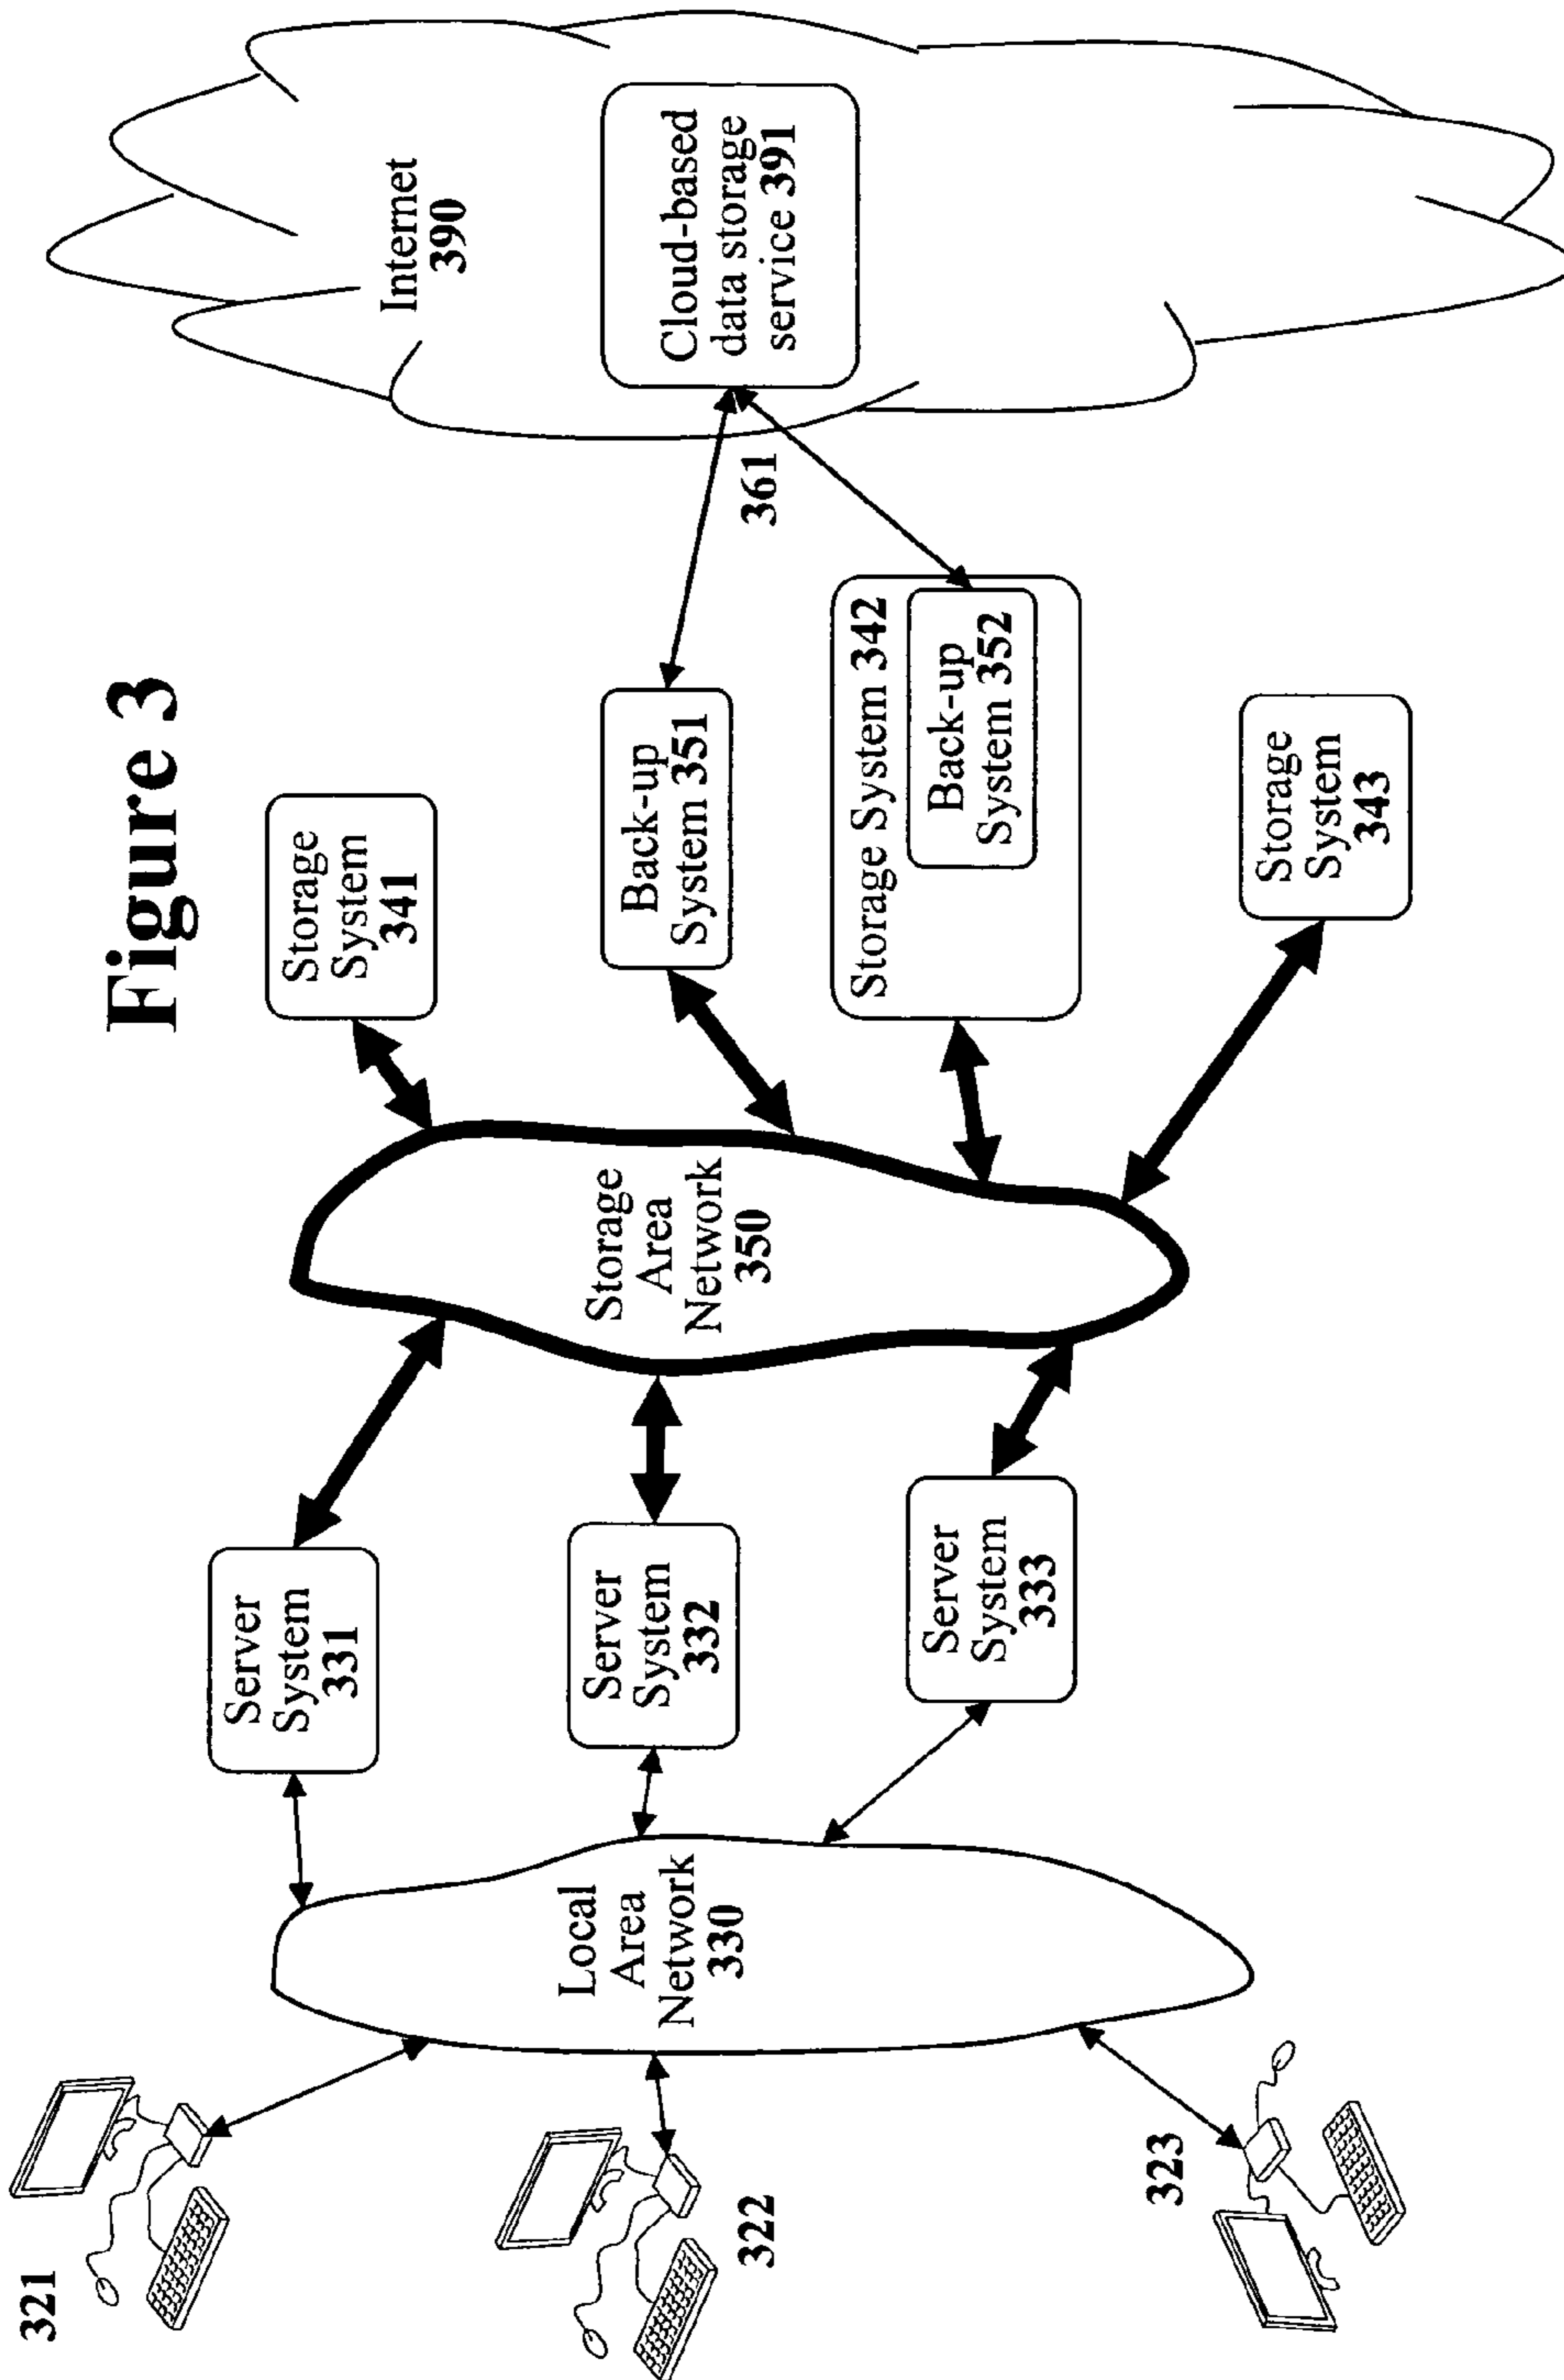 Figure 3
321
322
323
Local
Area
Network
330
Server
System
331
Server
System
332
Server
System
333
Storage
Area
Network
350
Storage
System
341
Back-up
System 351
Storage System 342
Back-up
System 352
Storage
System
343
361
Internet
390
Cloud-based
data storage
service 391